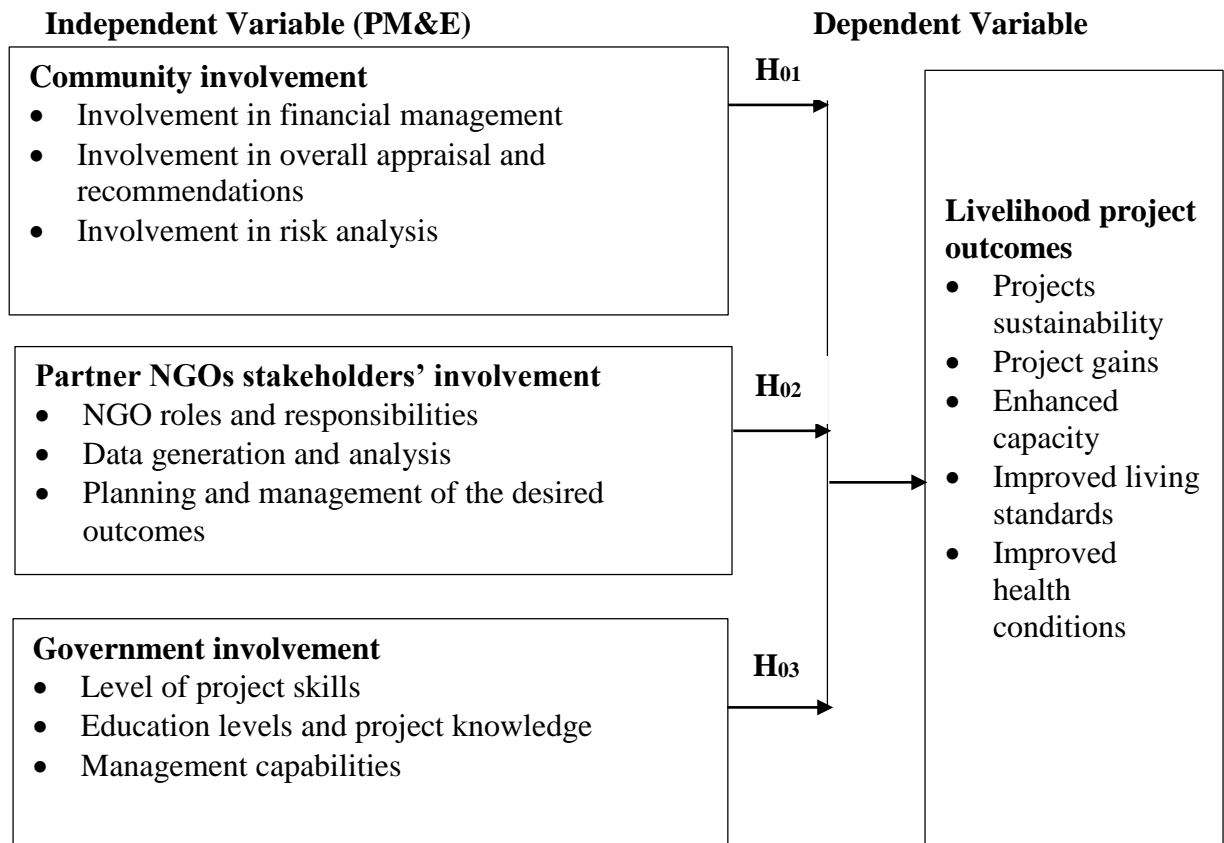 Independent Variable (PM&E)
Dependent Variable
Community involvement
• Involvement in financial management
• Involvement in overall appraisal and
recommendations
• Involvement in risk analysis
H01
Partner NGOs stakeholders’ involvement
• NGO roles and responsibilities
• Data generation and analysis
• Planning and management of the desired
outcomes
H02
Government involvement
• Level of project skills
• Education levels and project knowledge
• Management capabilities
H03
Livelihood project
outcomes
• Projects
sustainability
• Project gains
• Enhanced
capacity
• Improved living
standards
• Improved
health
conditions